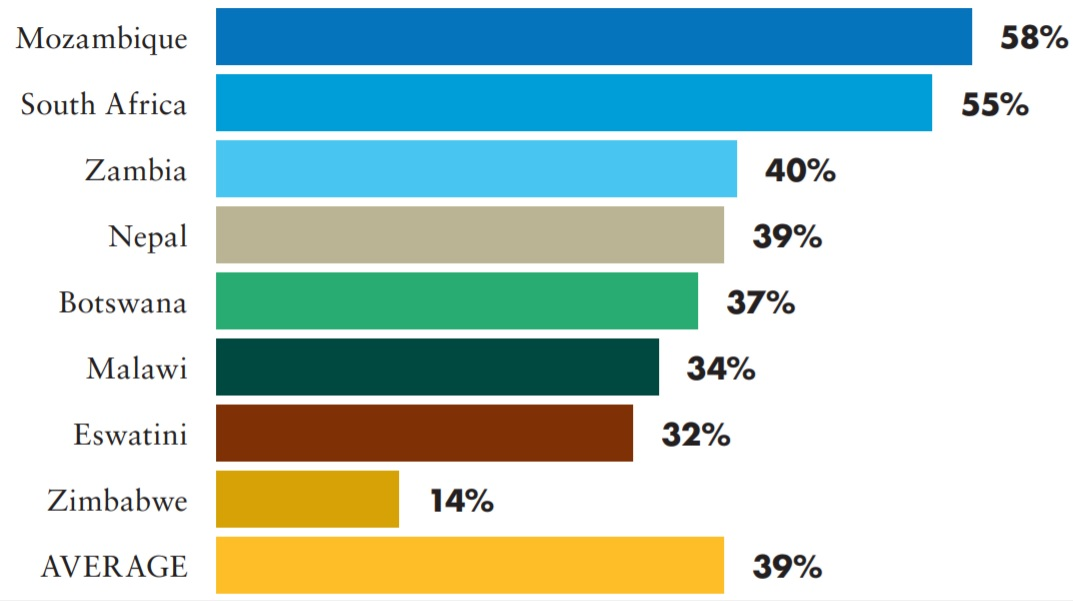 Mozambique 58%
South Africa 55%
Zambia 40%
Nepal 39%
Botswana 37%
Malawi 34%
Eswatini 32%
Zimbabwe 14%
AVERAGE 39%